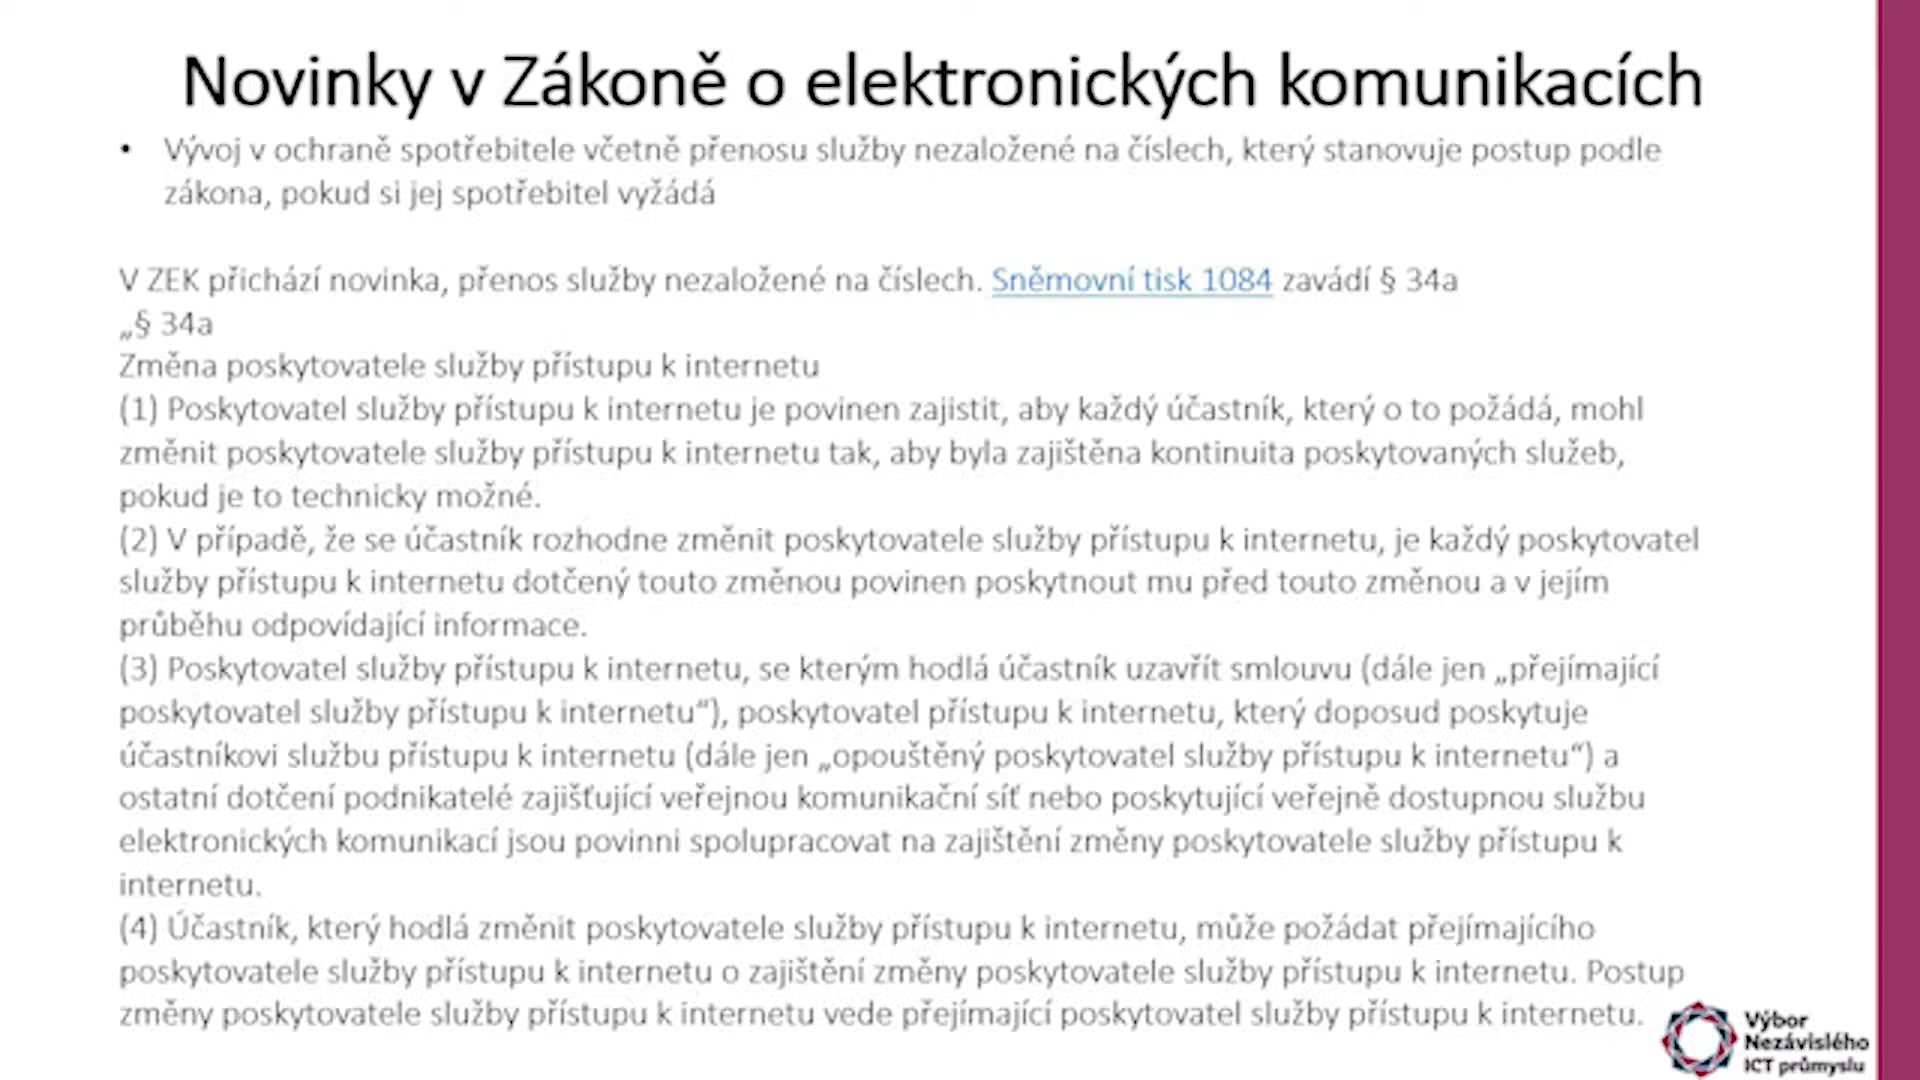 Novinky v Zákoně o elektronických komunikacích
• Vývoj v ochraně spotřebitele včetně přenosu služby nezaložené na číslech, který stanovuje postup podle
zákona, pokud si jej spotřebitel vyžádá
V ZEK přichází novinka, přenos služby nezaložené na číslech. Sněmovní tisk 1084 zavádí § 34a
„§ 34a
Změna poskytovatele služby přístupu k internetu
(1) Poskytovatel služby přístupu k internetu je povinen zajistit, aby každý účastník, který o to požádá, mohl
změnit poskytovatele služby přístupu k internetu tak, aby byla zajištěna kontinuita poskytovaných služeb,
pokud je to technicky možné.
(2) V případě, že se účastník rozhodne změnit poskytovatele služby přístupu k internetu, je každý poskytovatel
služby přístupu k internetu dotčený touto změnou povinen poskytnout mu před touto změnou a v jejím
průběhu odpovídající informace.
(3) Poskytovatel služby přístupu k internetu, se kterým hodlá účastník uzavřít smlouvu (dále jen „přejímající
poskytovatel služby přístupu k internetu“), poskytovatel přístupu k internetu, který doposud poskytuje
účastníkovi službu přístupu k internetu (dále jen „opouštěný poskytovatel služby přístupu k internetu“) a
ostatní dotčení podnikatelé zajišťující veřejnou komunikační síť nebo poskytující veřejně dostupnou službu
elektronických komunikací jsou povinni spolupracovat na zajištění změny poskytovatele služby přístupu k
internetu.
(4) Účastník, který hodlá změnit poskytovatele služby přístupu k internetu, může požádat přejímajícího
poskytovatele služby přístupu k internetu o zajištění změny poskytovatele služby přístupu k internetu. Postup
změny poskytovatele služby přístupu k internetu vede přejímající poskytovatel služby přístupu k internetu.
Výbor
Nezávislého
ICT průmyslu